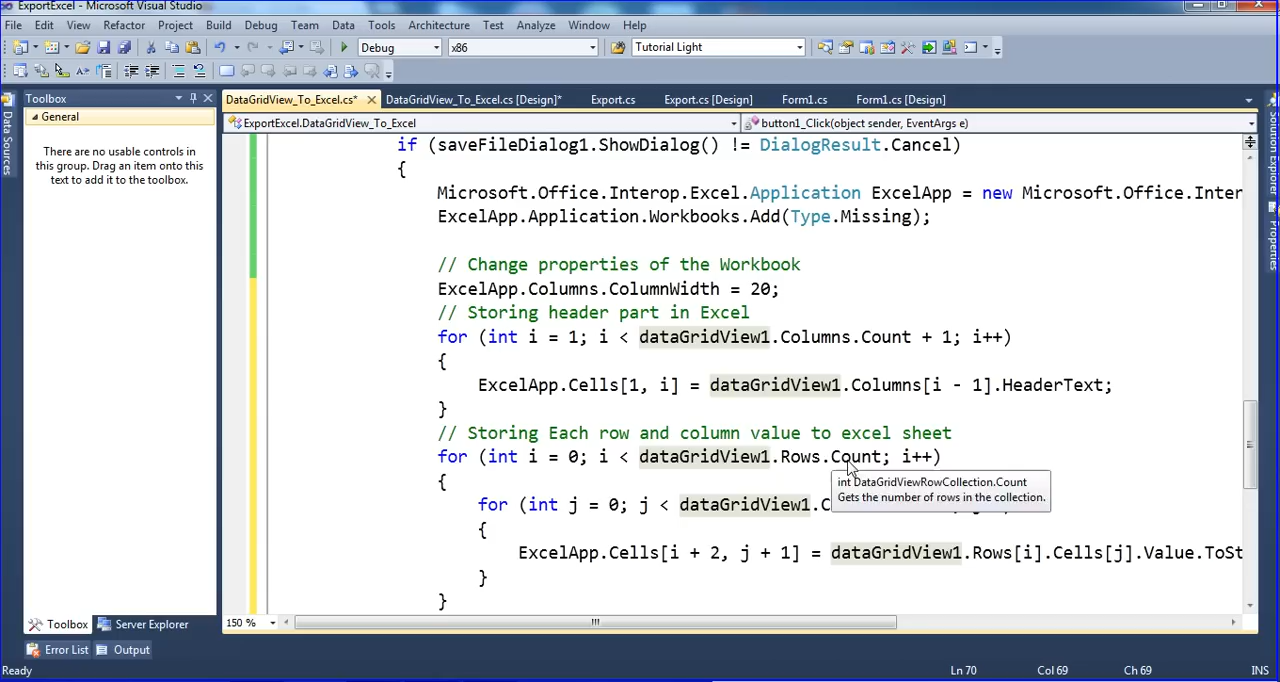 ExportExcel - Microsoft Visual Studio
File Edit View Refactor Project Build Debug Team Data Tools Architecture Test Analyze Window Help
Debug x86 Tutorial Light
Toolbox
DataGridView_To_Excel.cs* DataGridView_To_Excel.cs [Design]* Export.cs Export.cs [Design] Form1.cs Form1.cs [Design]
General
ExportExcel.DataGridView_To_Excel button1_Click(object sender, EventArgs e)
There are no usable controls in
this group. Drag an item onto this
text to add it to the toolbox.
Data Sources
Solution Explorer
Properties
if (saveFileDialog1.ShowDialog() != DialogResult.Cancel)
{
Microsoft.Office.Interop.Excel.Application ExcelApp = new Microsoft.Office.Inter
ExcelApp.Application.Workbooks.Add(Type.Missing);
// Change properties of the Workbook
ExcelApp.Columns.ColumnWidth = 20;
// Storing header part in Excel
for (int i = 1; i < dataGridView1.Columns.Count + 1; i++)
{
ExcelApp.Cells[1, i] = dataGridView1.Columns[i - 1].HeaderText;
}
// Storing Each row and column value to excel sheet
for (int i = 0; i < dataGridView1.Rows.Count; i++)
{
int DataGridViewRowCollection.Count
Gets the number of rows in the collection.
for (int j = 0; j < dataGridView1.C
{
ExcelApp.Cells[i + 2, j + 1] = dataGridView1.Rows[i].Cells[j].Value.ToSt
}
}
150 %
Toolbox Server Explorer
Error List Output
Ready Ln 70 Col 69 Ch 69 INS